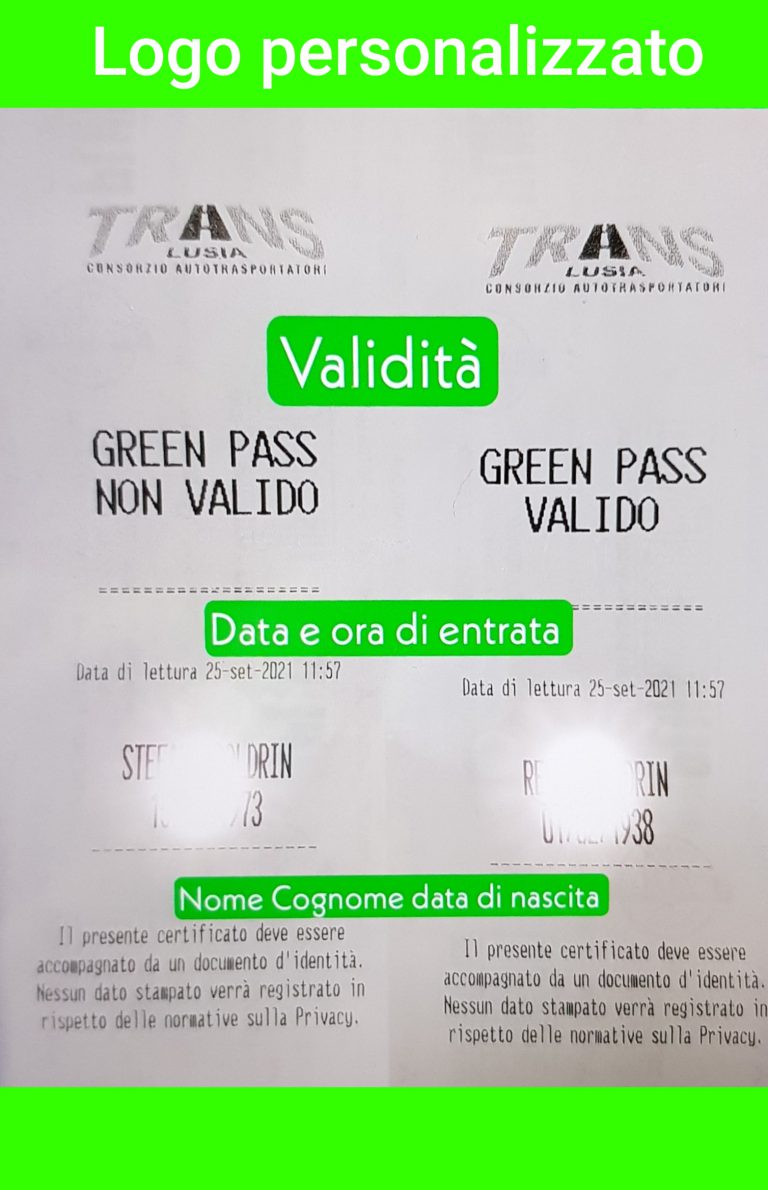 Logo personalizzato
TRANS
LUSIA
CONSORZIO AUTOTRASPORTATORI
TRANS
LUSIA
CONSORZIO AUTOTRASPORTATORI
Validità
GREEN PASS
NON VALIDO
GREEN PASS
VALIDO
Data e ora di entrata
Data di lettura 25-set-2021 11:57
Data di lettura 25-set-2021 11:57
Nome Cognome data di nascita
Il presente certificato deve essere
accompagnato da un documento d'identità.
Nessun dato stampato verrà registrato in
rispetto delle normative sulla Privacy.
Il presente certificato deve essere
accompagnato da un documento d'identità.
Nessun dato stampato verrà registrato in
rispetto delle normative sulla Privacy.